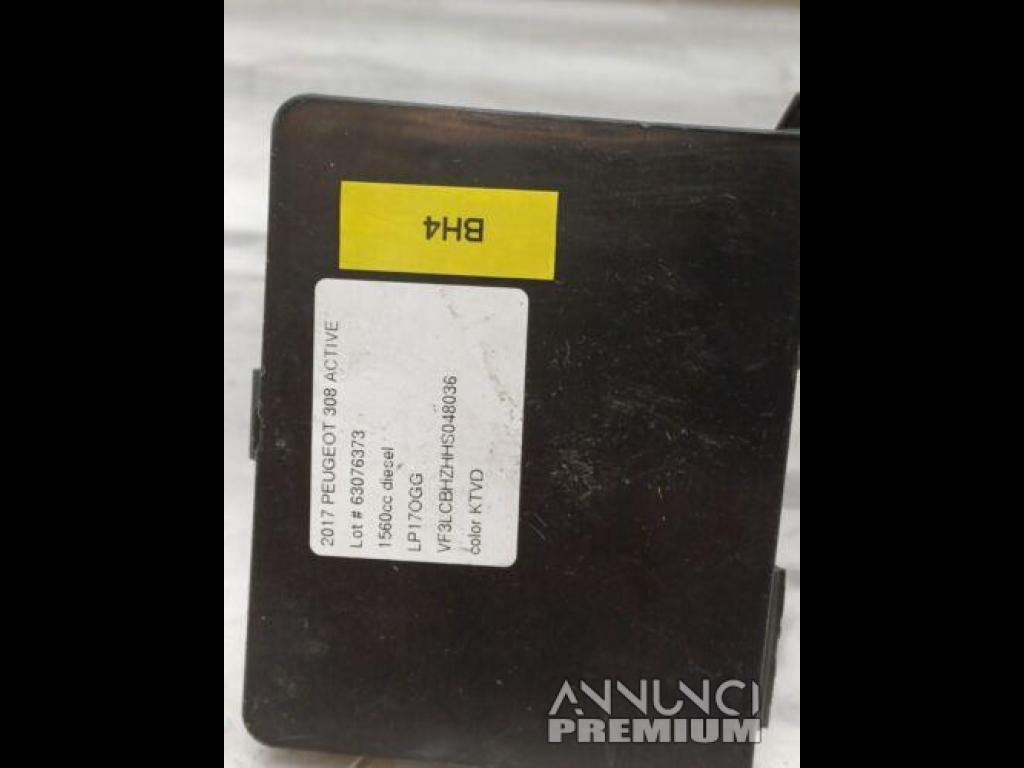 BH4
2017 PEUGEOT 308 ACTIVE
Lot # 63076373
1560cc diesel
LP17OGG
VF3LCBHZHHS048036
color KTVD
ANNUNCI
PREMIUM